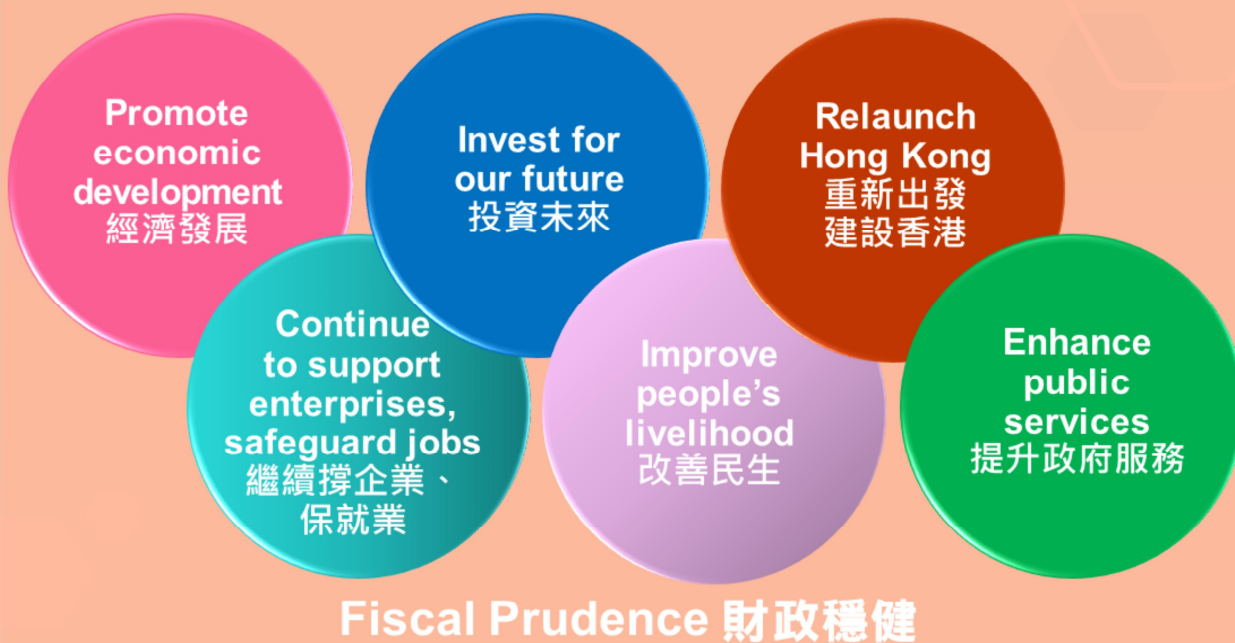 Promote
economic
development
經濟發展
Continue
to support
enterprises,
safeguard jobs
繼續撐企業、
保就業
Invest for
our future
投資未來
Improve
people’s
livelihood
改善民生
Relaunch
Hong Kong
重新出發
建設香港
Enhance
public
services
提升政府服務
Fiscal Prudence 財政穩健